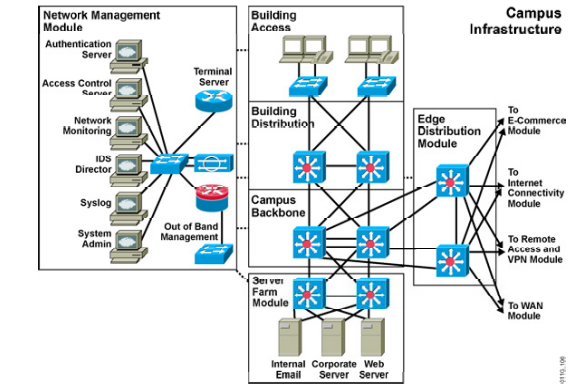 Network Management
Module
Authentication
Server
Access Control
Server
Network
Monitoring
IDS
Director
Syslog
System
Admin
Terminal
Server
Out of Band
Management
Building
Access
Building
Distribution
Campus
Backbone
Server
Farm
Module
Internal
Email
Corporate
Server
Web
Server
Edge
Distribution
Module
Campus
Infrastructure
To
E-Commerce
Module
To
Internet
Connectivity
Module
To Remote
Access and
VPN Module
To WAN
Module